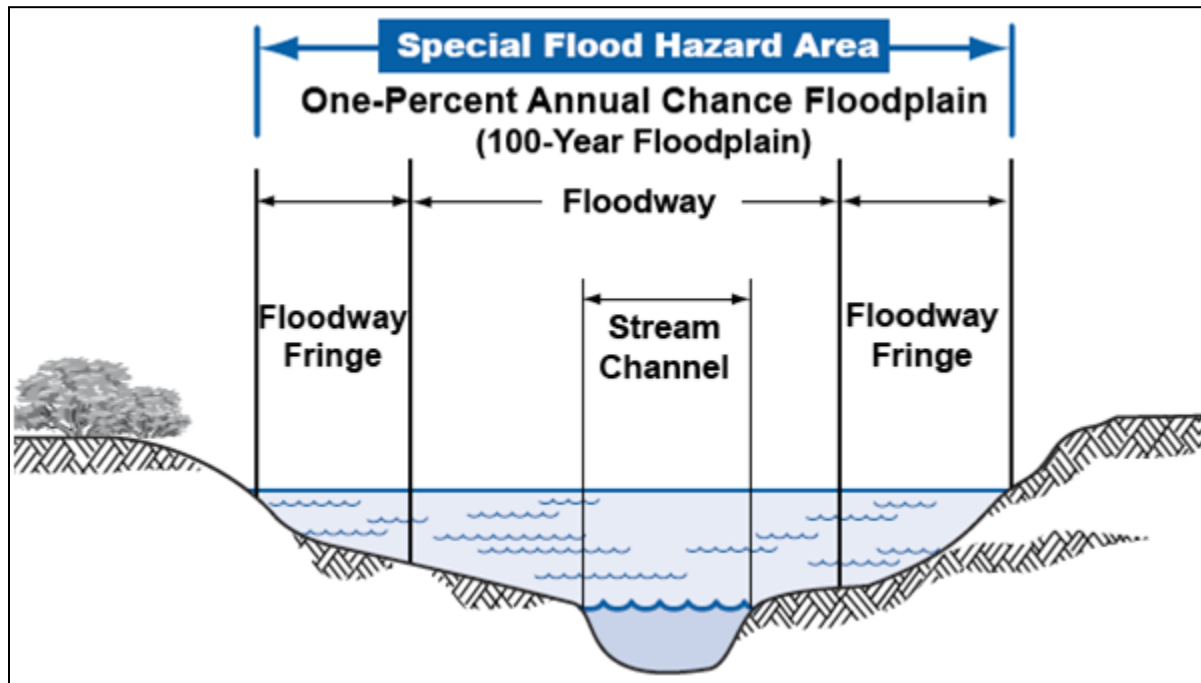 Special Flood Hazard Area
One-Percent Annual Chance Floodplain
(100-Year Floodplain)
Floodway
Floodway
Fringe
Stream
Channel
Floodway
Fringe